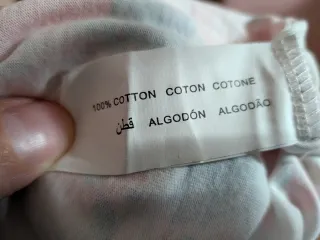 100% COTTON COTON COTONE
قطن ALGODÓN ALGODÃO